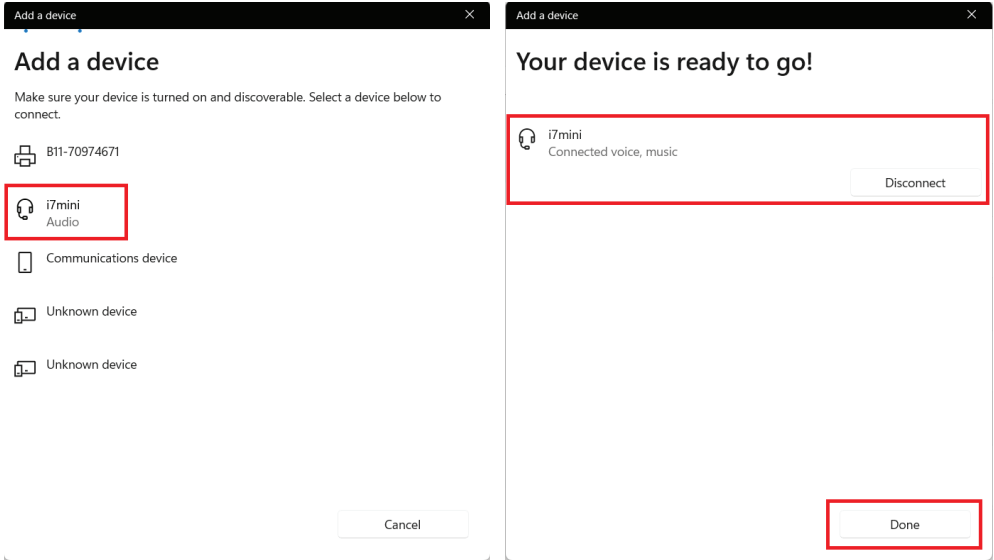 Add a device
Add a device
Make sure your device is turned on and discoverable. Select a device below to
connect.
B11-70974671
i7mini
Audio
Communications device
Unknown device
Unknown device
Cancel
Add a device
Your device is ready to go!
i7mini
Connected voice, music
Disconnect
Done